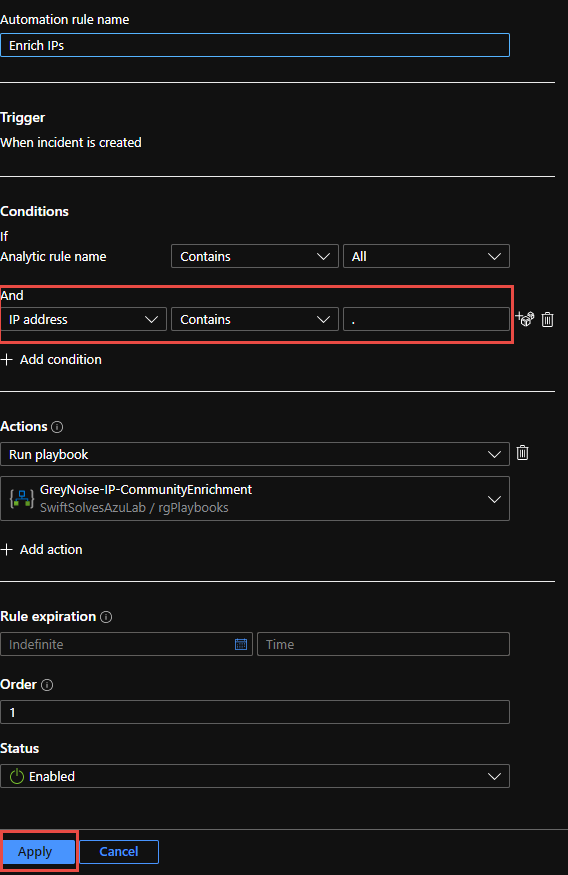 Automation rule name
Enrich IPs
Trigger
When incident is created
Conditions
If
Analytic rule name Contains All
And
IP address Contains .
+ Add condition
Actions
Run playbook
GreyNoise-IP-CommunityEnrichment
SwiftSolvesAzuLab / rgPlaybooks
+ Add action
Rule expiration
Indefinite Time
Order
1
Status
Enabled
Apply Cancel